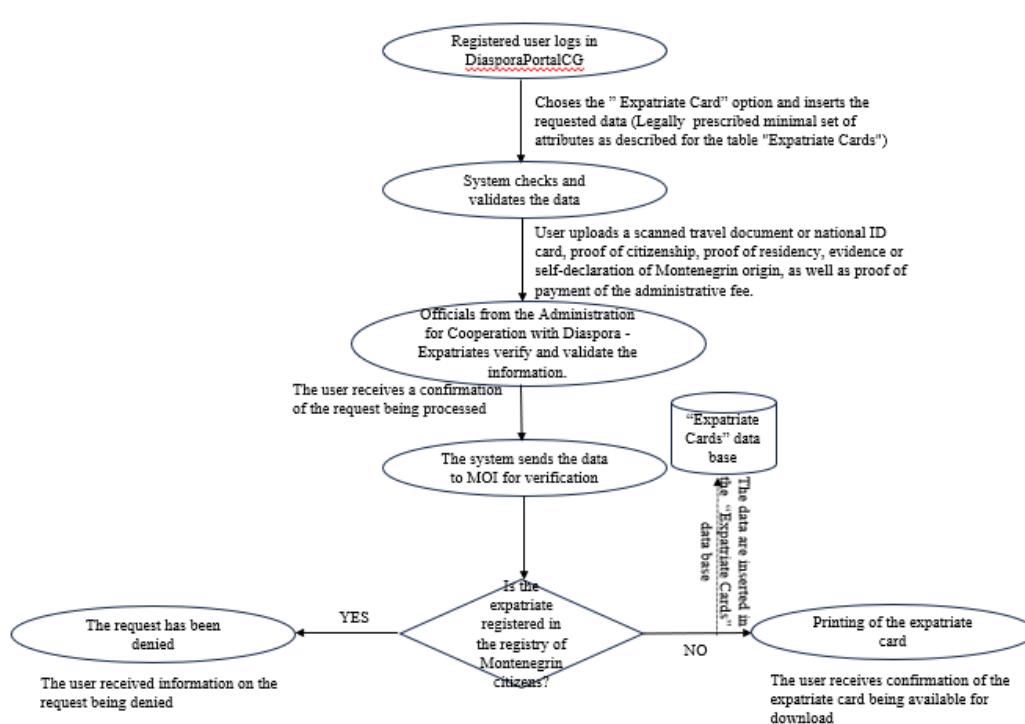 Registered user logs in
DiasporaPortalCG
Choses the ” Expatriate Card” option and inserts the
requested data (Legally prescribed minimal set of
attributes as described for the table "Expatriate Cards")
System checks and
validates the data
User uploads a scanned travel document or national ID
card, proof of citizenship, proof of residency, evidence or
self-declaration of Montenegrin origin, as well as proof of
payment of the administrative fee.
Officials from the Administration
for Cooperation with Diaspora -
Expatriates verify and validate the
information.
The user receives a confirmation
of the request being processed
“Expatriate
Cards” data
base
The system sends the data
to MOI for verification
The data are inserted in
the “Expatriate Cards”
data base
Is the
expatriate
registered in
the registry of
Montenegrin
citizens?
YES
NO
The request has been
denied
Printing of the expatriate
card
The user received information on the
request being denied
The user receives confirmation of the
expatriate card being available for
download